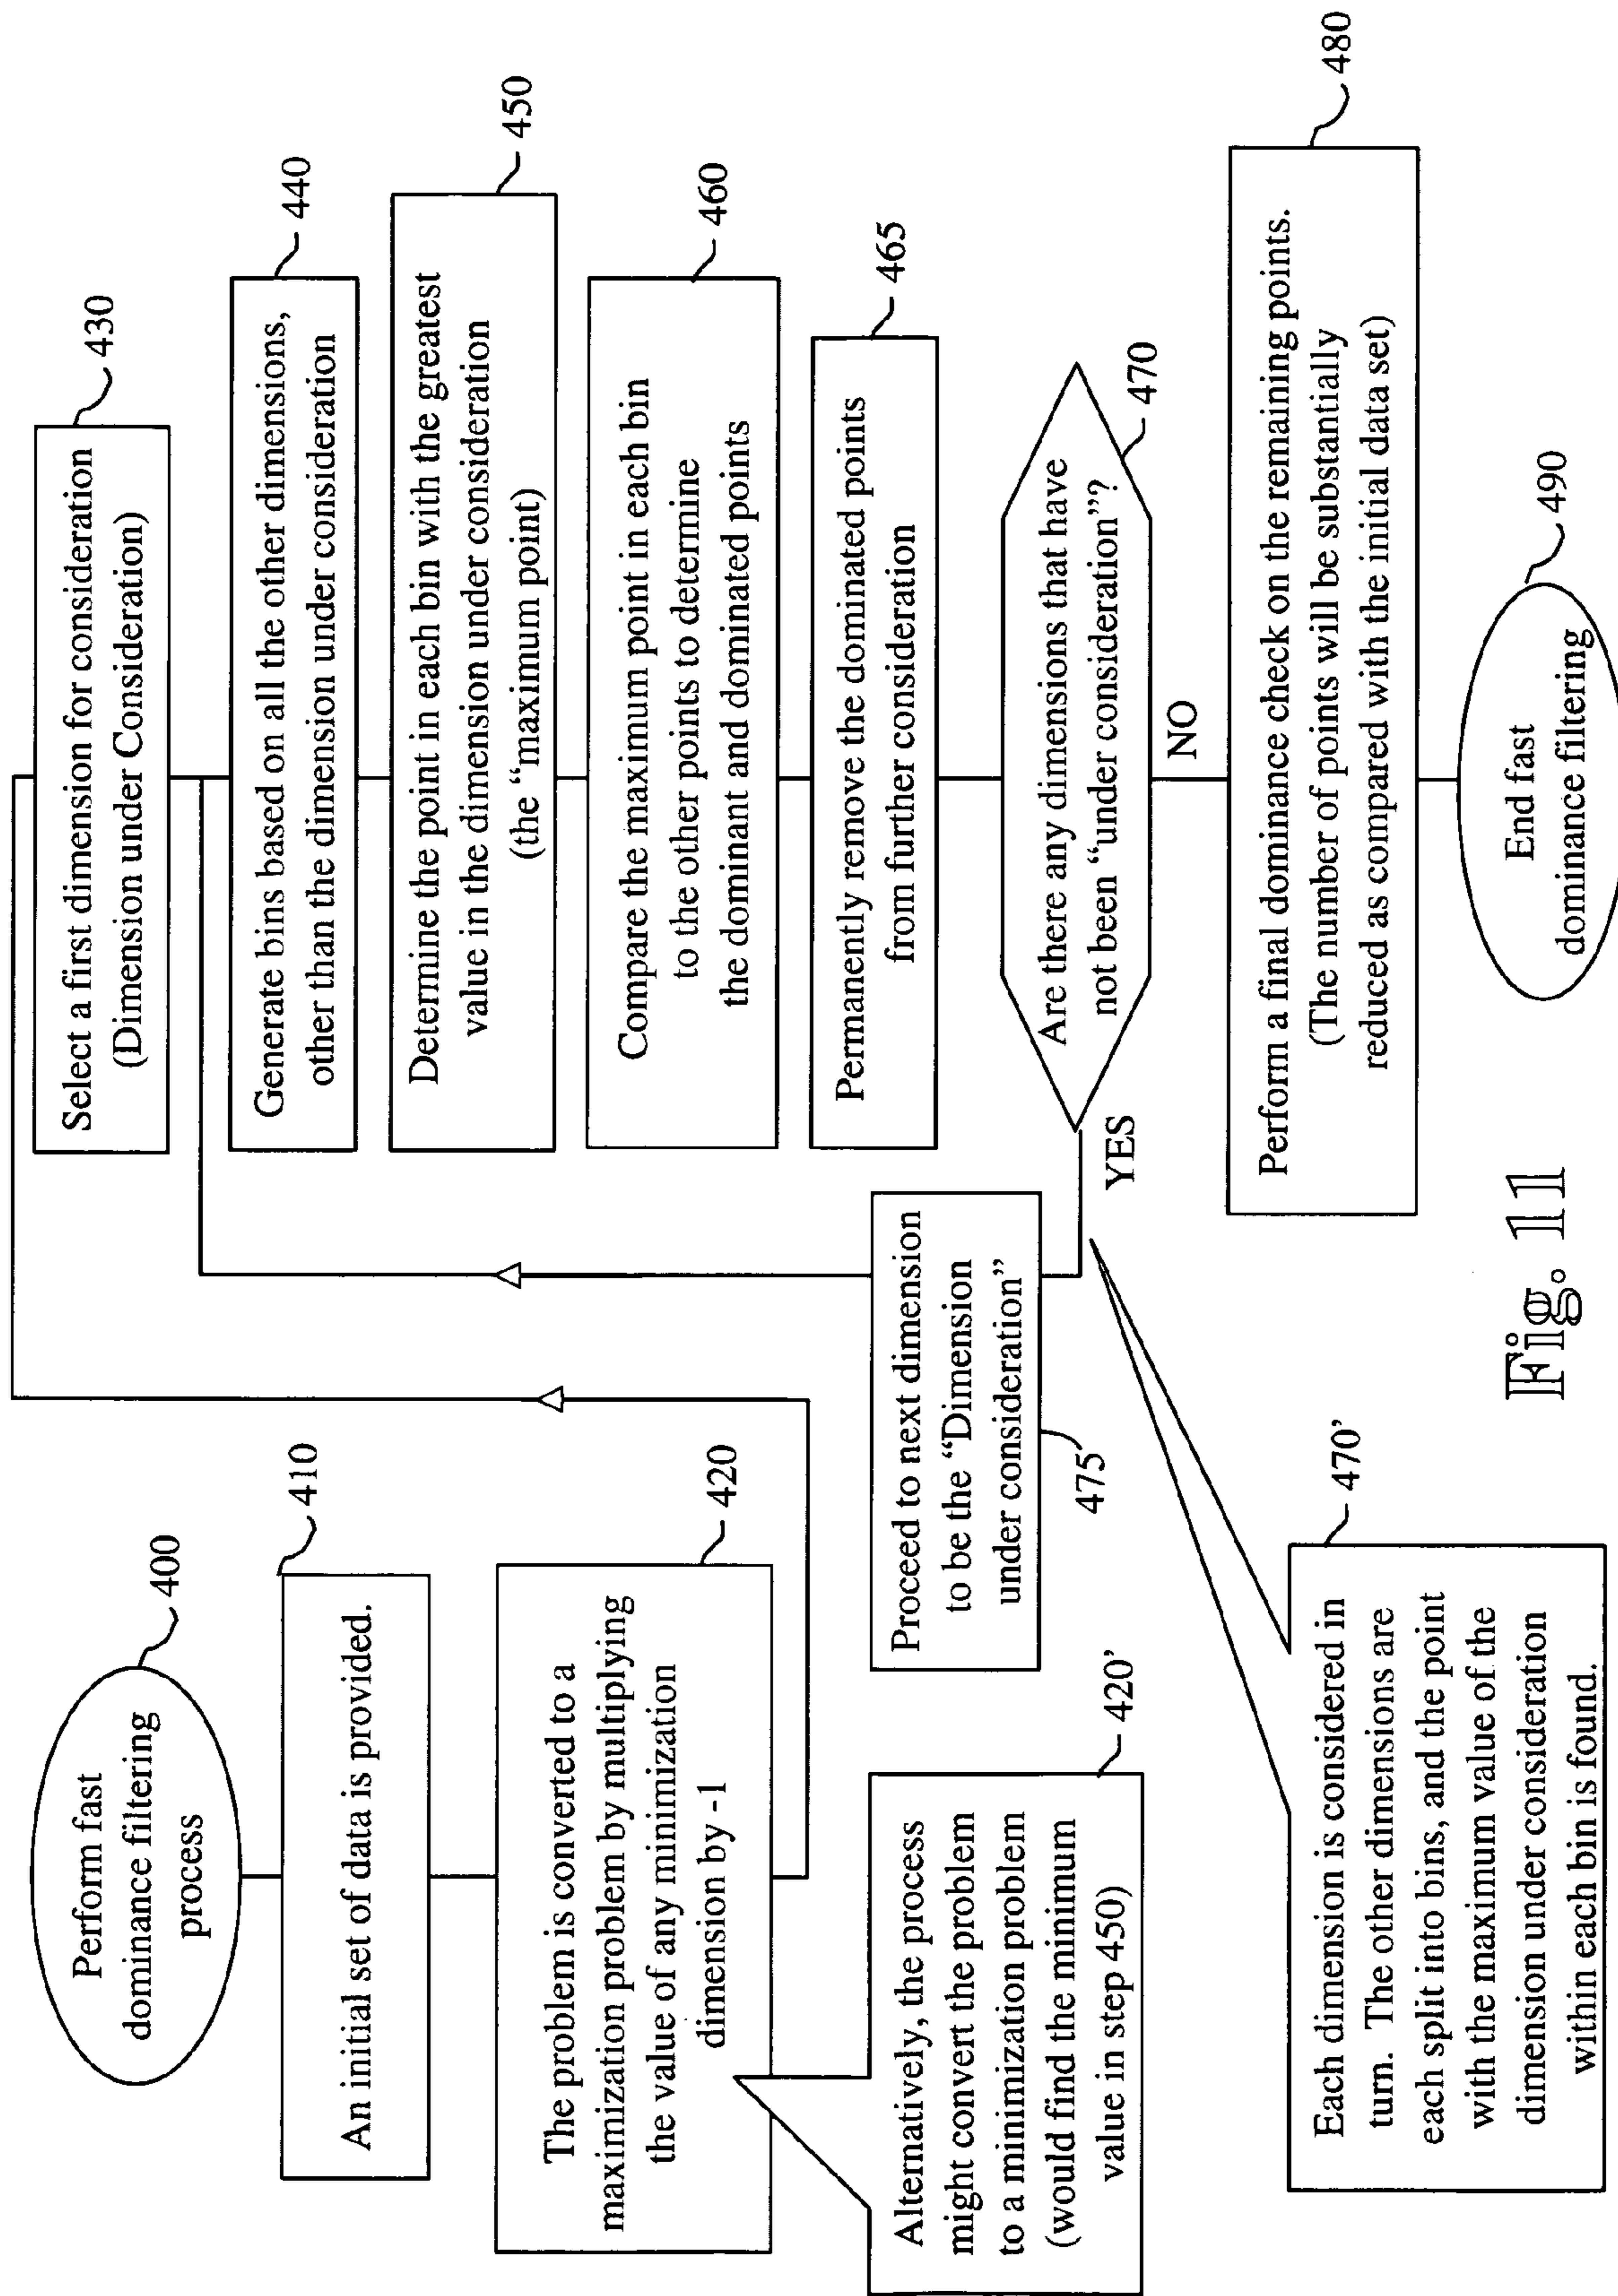 Perform fast
dominance filtering
process
400
An initial set of data is provided.
410
The problem is converted to a
maximization problem by multiplying
the value of any minimization
dimension by -1
420
Alternatively, the process
might convert the problem
to a minimization problem
(would find the minimum
value in step 450)
420’
Select a first dimension for consideration
(Dimension under Consideration)
430
Generate bins based on all the other dimensions,
other than the dimension under consideration
440
Determine the point in each bin with the greatest
value in the dimension under consideration
(the “maximum point)
450
Compare the maximum point in each bin
to the other points to determine
the dominant and dominated points
460
Permanently remove the dominated points
from further consideration
465
Are there any dimensions that have
not been “under consideration”?
470
YES
NO
Proceed to next dimension
to be the “Dimension
under consideration”
475
Each dimension is considered in
turn. The other dimensions are
each split into bins, and the point
with the maximum value of the
dimension under consideration
within each bin is found.
470’
Perform a final dominance check on the remaining points.
(The number of points will be substantially
reduced as compared with the initial data set)
480
End fast
dominance filtering
490
Fig. 11